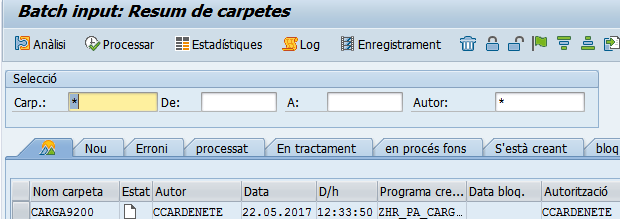 Batch input: Resum de carpetes
Anàlisi Processar Estadístiques Log Enregistrament
Selecció
Carp.: * De: A: Autor: *
Nou Erroni processat En tractament en procés fons S'està creant bloq
Nom carpeta Estat Autor Data D/h Programa cre... Data bloq. Autorització
CARGA9200 CCARDENETE 22.05.2017 12:33:50 ZHR_PA_CARG... CCARDENETE